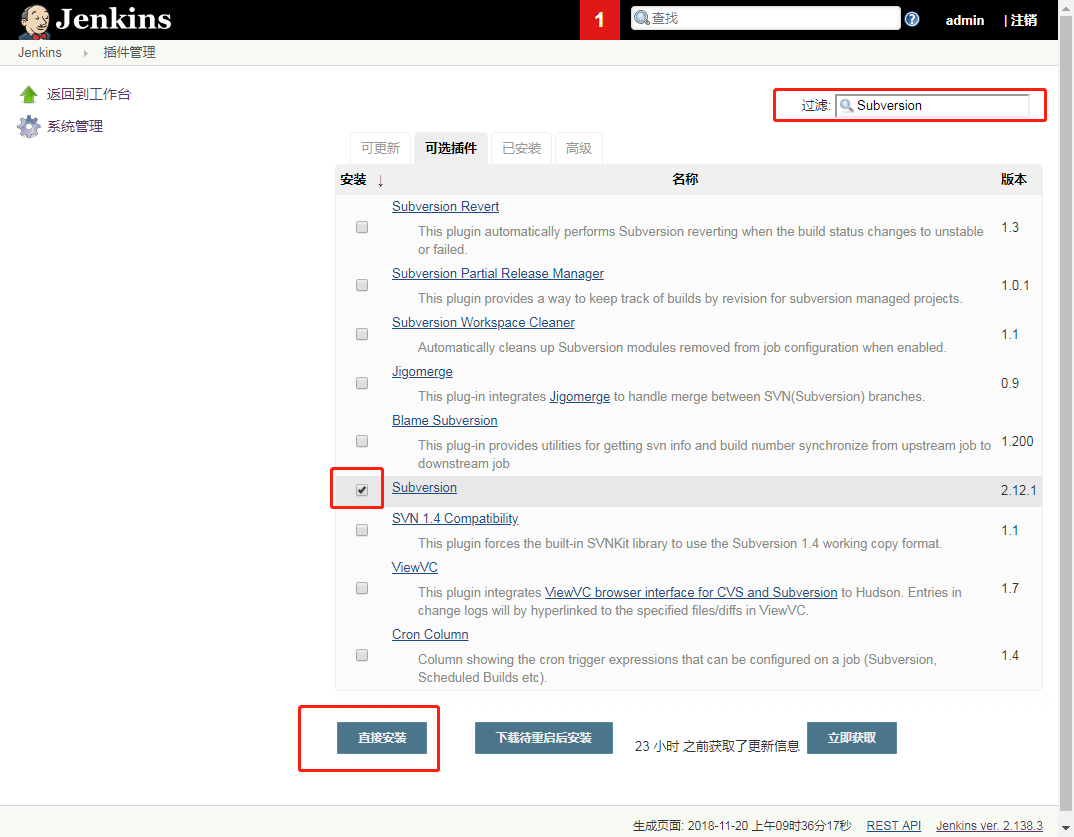 Jenkins
1
查找
admin
| 注销
Jenkins
插件管理
返回到工作台
系统管理
过滤:
Subversion
可更新
可选插件
已安装
高级
安装 ↓
名称
版本
Subversion Revert
This plugin automatically performs Subversion reverting when the build status changes to unstable
or failed.
1.3
Subversion Partial Release Manager
This plugin provides a way to keep track of builds by revision for subversion managed projects.
1.0.1
Subversion Workspace Cleaner
Automatically cleans up Subversion modules removed from job configuration when enabled.
1.1
Jigomerge
This plug-in integrates Jigomerge to handle merge between SVN(Subversion) branches.
0.9
Blame Subversion
This plug-in provides utilities for getting svn info and build number synchronize from upstream job to
downstream job
1.200
Subversion
2.12.1
SVN 1.4 Compatibility
This plugin forces the built-in SVNKit library to use the Subversion 1.4 working copy format.
1.1
ViewVC
This plugin integrates ViewVC browser interface for CVS and Subversion to Hudson. Entries in
change logs will by hyperlinked to the specified files/diffs in ViewVC.
1.7
Cron Column
Column showing the cron trigger expressions that can be configured on a job (Subversion,
Scheduled Builds etc).
1.4
直接安装
下载待重启后安装
23 小时 之前获取了更新信息
立即获取
生成页面: 2018-11-20 上午09时36分17秒
REST API
Jenkins ver. 2.138.3